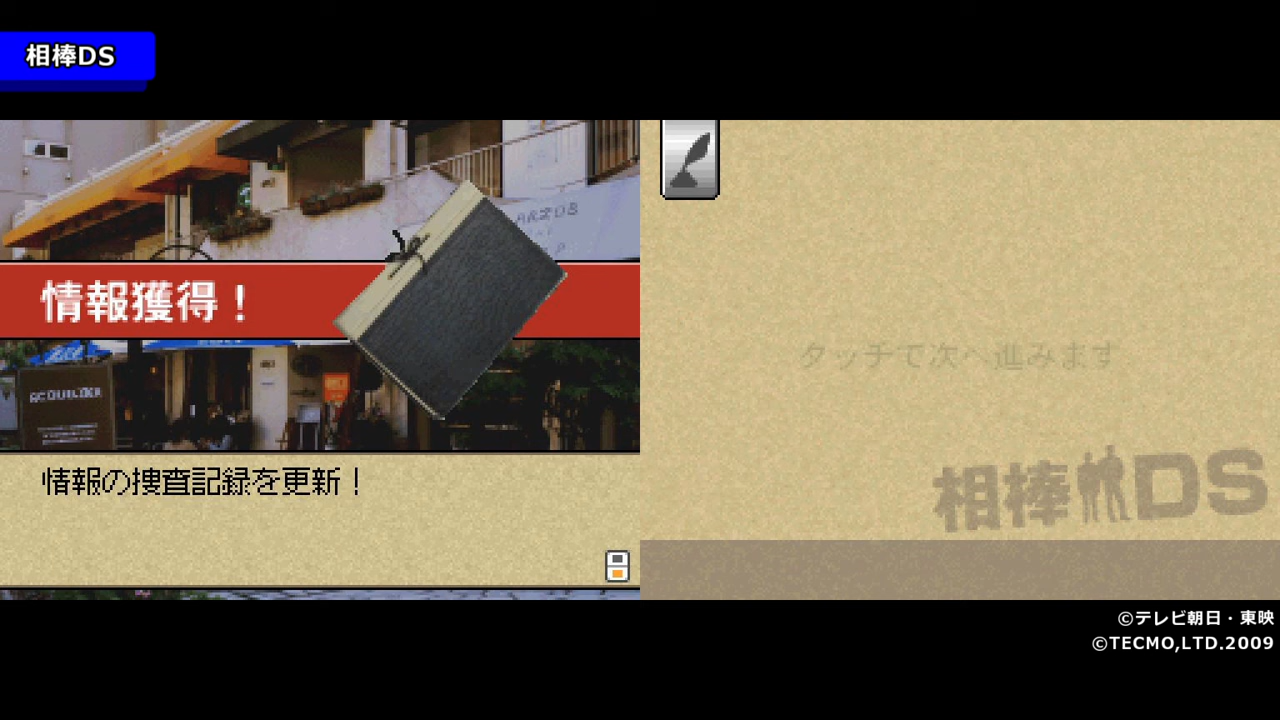 相棒DS
情報獲得！
ACQUILINER
情報の捜査記録を更新！
タッチで次へ進みます
相棒DS
©テレビ朝日・東映
©TECMO,LTD.2009